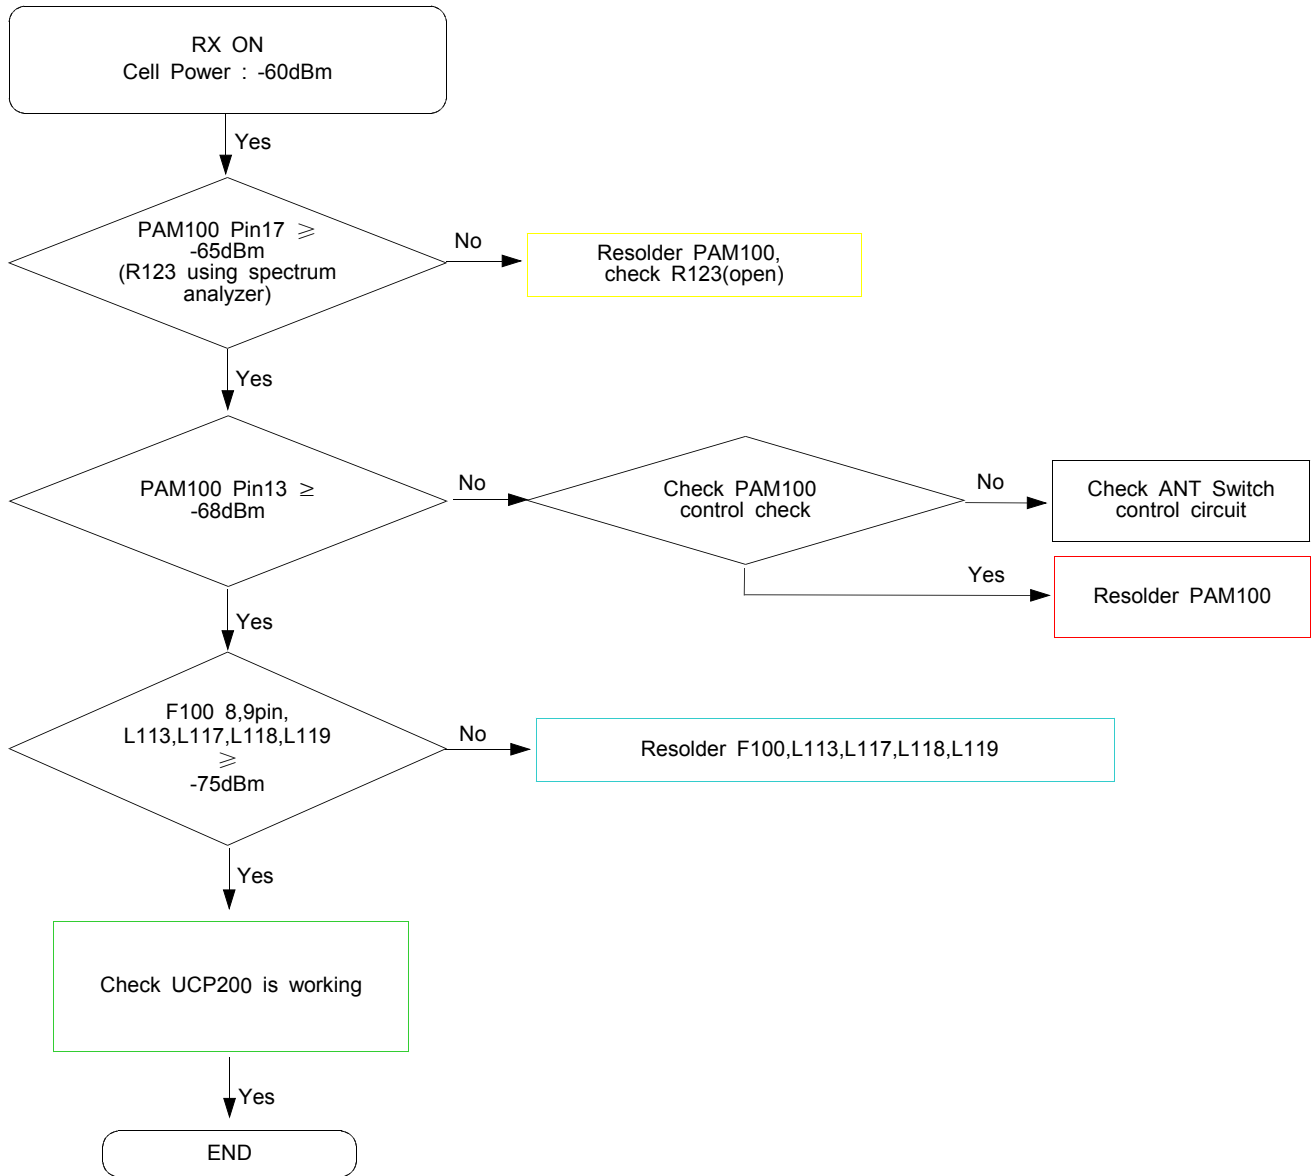 RX ON
Cell Power : -60dBm
Yes
PAM100 Pin17 ≥
-65dBm
(R123 using spectrum
analyzer)
No
Resolder PAM100,
check R123(open)
Yes
PAM100 Pin13 ≥
-68dBm
No
Check PAM100
control check
No
Check ANT Switch
control circuit
Yes
Resolder PAM100
Yes
F100 8,9pin,
L113,L117,L118,L119
≥
-75dBm
No
Resolder F100,L113,L117,L118,L119
Yes
Check UCP200 is working
Yes
END